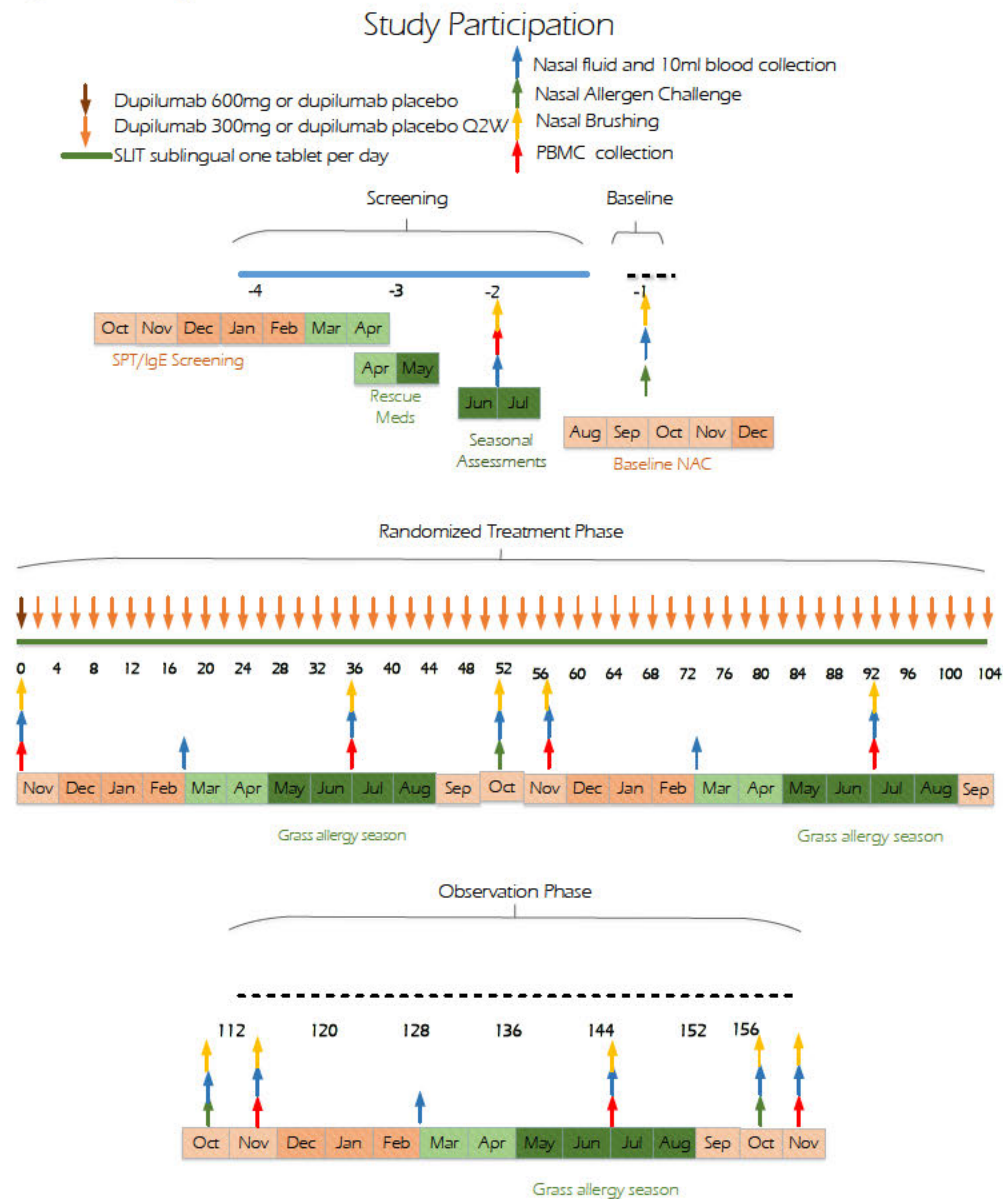 Study Participation
Dupilumab 600mg or dupilumab placebo
Dupilumab 300mg or dupilumab placebo Q2W
SLIT sublingual one tablet per day
Nasal fluid and 10ml blood collection
Nasal Allergen Challenge
Nasal Brushing
PBMC collection
Screening Baseline
-4 -3 -2 -1
Oct Nov Dec Jan Feb Mar Apr
SPT/IgE Screening
Apr May
Rescue
Meds
Jun Jul
Seasonal
Assessments
Aug Sep Oct Nov Dec
Baseline NAC
Randomized Treatment Phase
0 4 8 12 16 20 24 28 32 36 40 44 48 52 56 60 64 68 72 76 80 84 88 92 96 100 104
Nov Dec Jan Feb Mar Apr May Jun Jul Aug Sep Oct Nov Dec Jan Feb Mar Apr May Jun Jul Aug Sep
Grass allergy season Grass allergy season
Observation Phase
112 120 128 136 144 152 156
Oct Nov Dec Jan Feb Mar Apr May Jun Jul Aug Sep Oct Nov
Grass allergy season